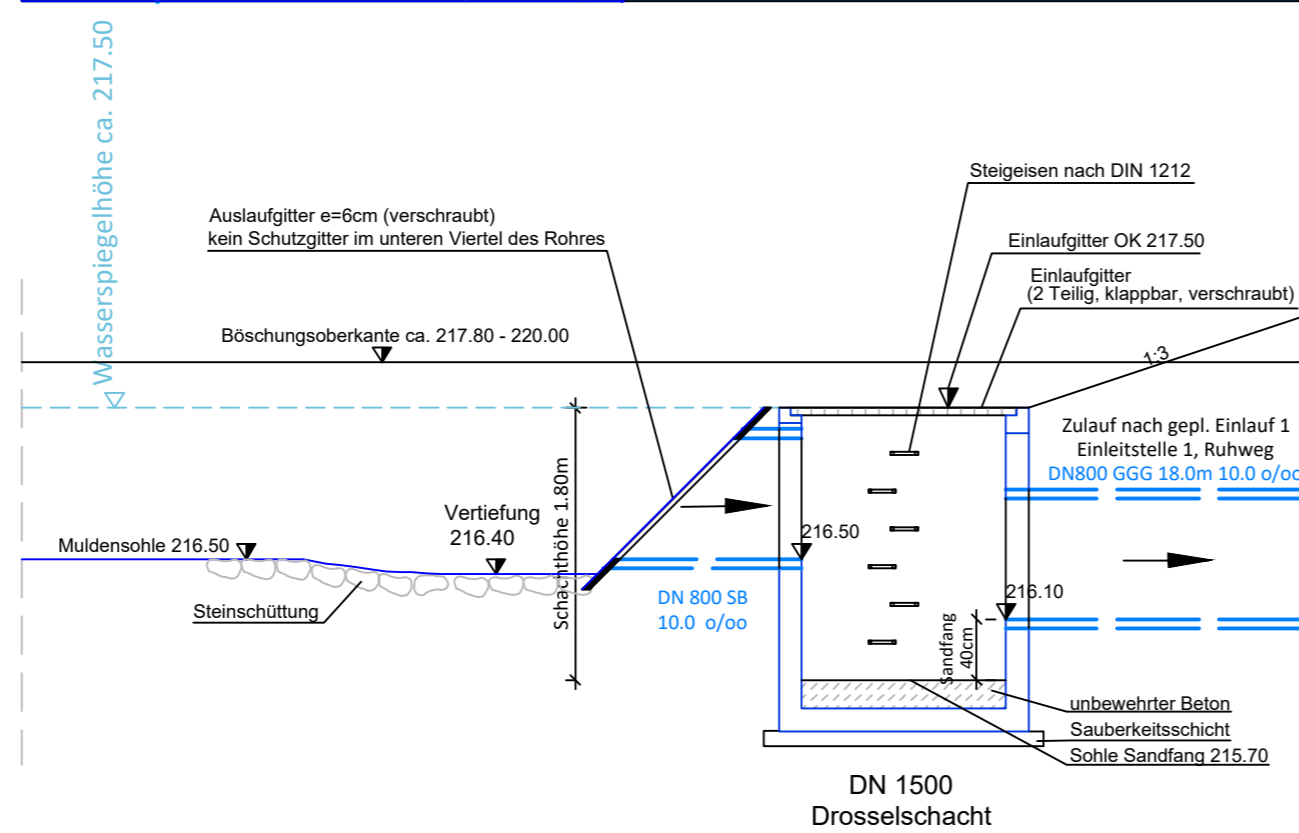 Wasserspiegelhöhe ca. 217.50
Steigeisen nach DIN 1212
Auslaufgitter e=6cm (verschraubt)
kein Schutzgitter im unteren Viertel des Rohres
Einlaufgitter OK 217.50
Einlaufgitter
(2 Teilig, klappbar, verschraubt)
Böschungsoberkante ca. 217.80 - 220.00
1:3
Zulauf nach gepl. Einlauf 1
Einleitstelle 1, Ruhweg
DN800 GGG 18.0m 10.0 o/oo
Schachthöhe 1.80m
Vertiefung
216.40
Muldensohle 216.50
216.50
Steinschüttung
DN 800 SB
10.0 o/oo
216.10
Sandfang
40cm
unbewehrter Beton
Sauberkeitsschicht
Sohle Sandfang 215.70
DN 1500
Drosselschacht